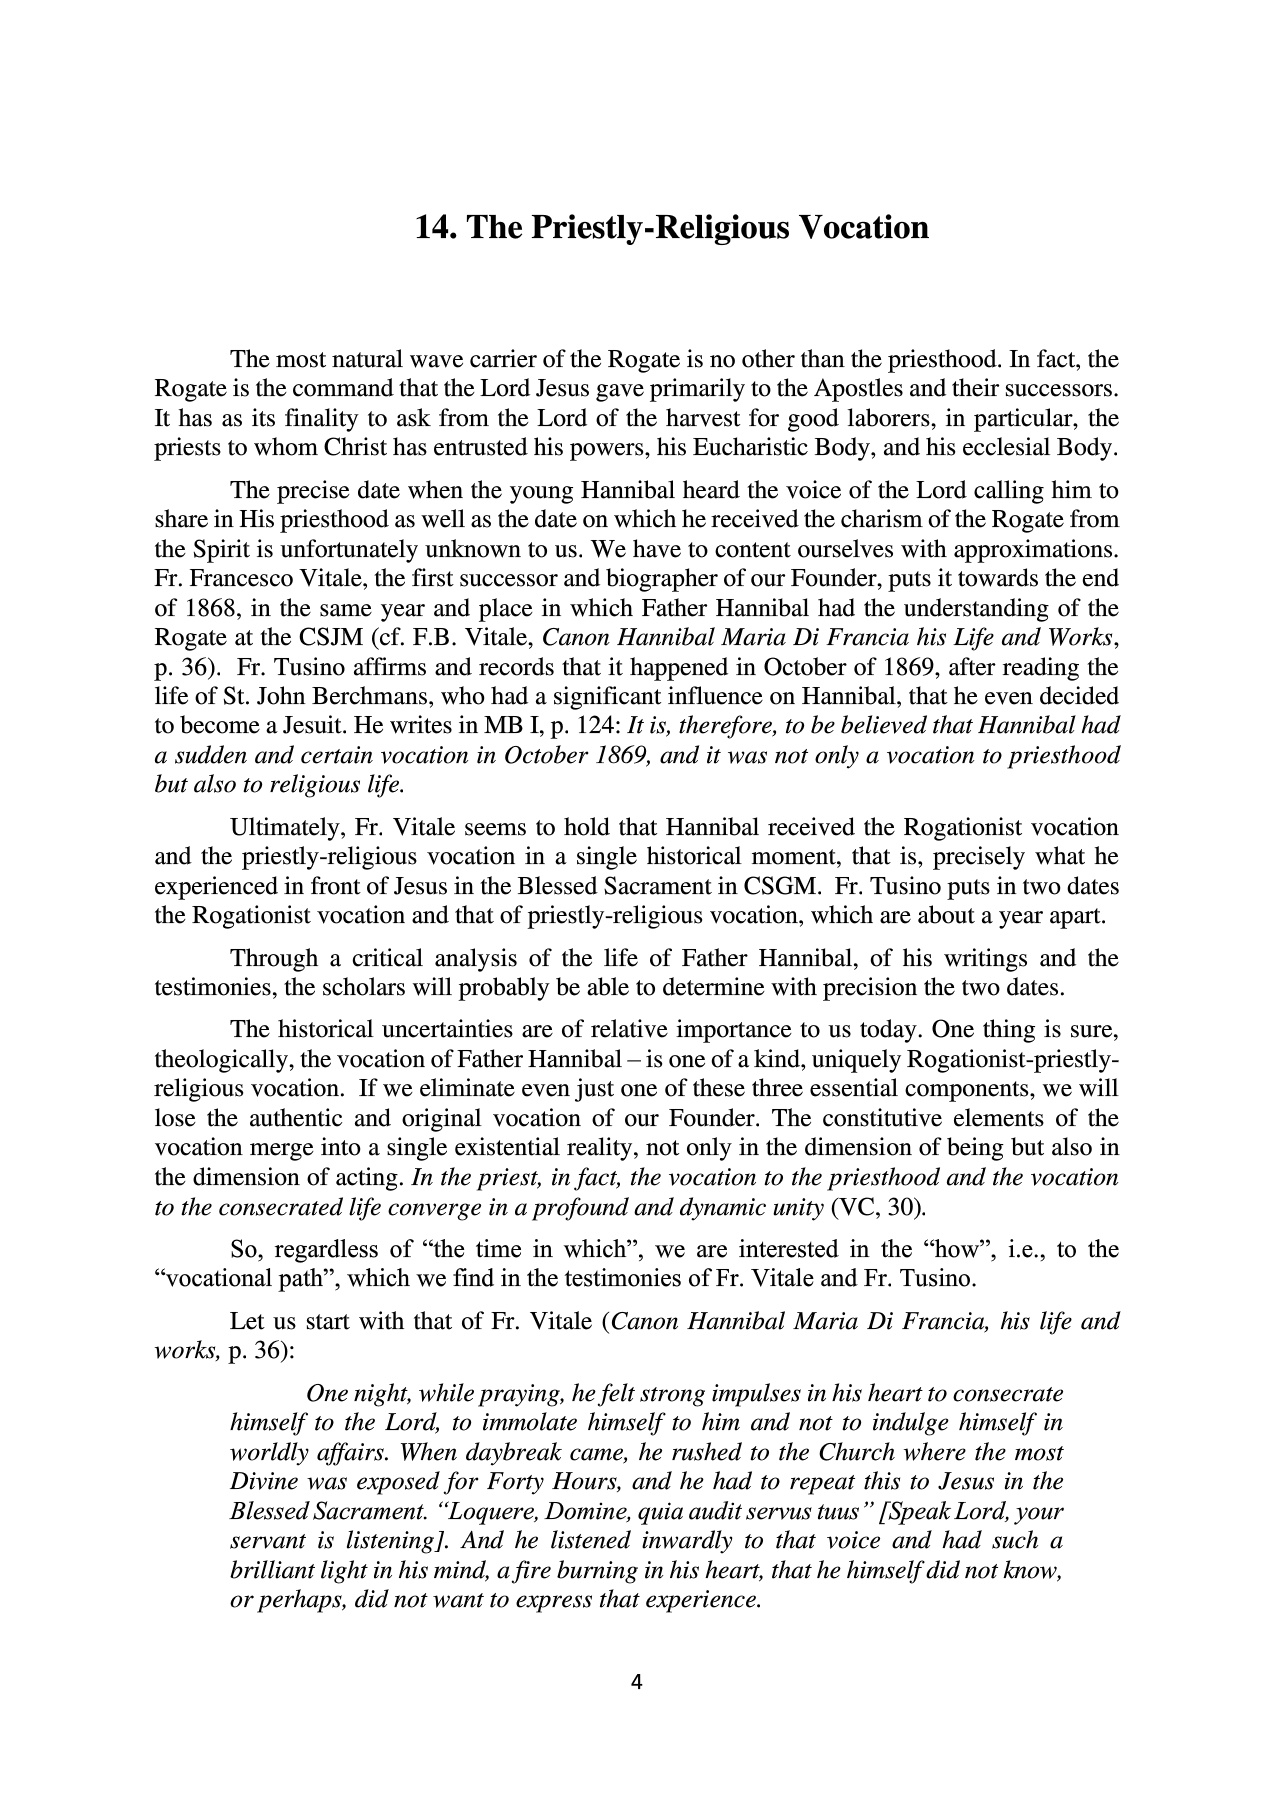 14. The Priestly-Religious Vocation
The most natural wave carrier of the Rogate is no other than the priesthood. In fact, the
Rogate is the command that the Lord Jesus gave primarily to the Apostles and their successors.
It has as its finality to ask from the Lord of the harvest for good laborers, in particular, the
priests to whom Christ has entrusted his powers, his Eucharistic Body, and his ecclesial Body.
The precise date when the young Hannibal heard the voice of the Lord calling him to
share in His priesthood as well as the date on which he received the charism of the Rogate from
the Spirit is unfortunately unknown to us. We have to content ourselves with approximations.
Fr. Francesco Vitale, the first successor and biographer of our Founder, puts it towards the end
of 1868, in the same year and place in which Father Hannibal had the understanding of the
Rogate at the CSJM (cf. F.B. Vitale, Canon Hannibal Maria Di Francia his Life and Works,
p. 36). Fr. Tusino affirms and records that it happened in October of 1869, after reading the
life of St. John Berchmans, who had a significant influence on Hannibal, that he even decided
to become a Jesuit. He writes in MB I, p. 124: It is, therefore, to be believed that Hannibal had
a sudden and certain vocation in October 1869, and it was not only a vocation to priesthood
but also to religious life.
Ultimately, Fr. Vitale seems to hold that Hannibal received the Rogationist vocation
and the priestly-religious vocation in a single historical moment, that is, precisely what he
experienced in front of Jesus in the Blessed Sacrament in CSGM. Fr. Tusino puts in two dates
the Rogationist vocation and that of priestly-religious vocation, which are about a year apart.
Through a critical analysis of the life of Father Hannibal, of his writings and the
testimonies, the scholars will probably be able to determine with precision the two dates.
The historical uncertainties are of relative importance to us today. One thing is sure,
theologically, the vocation of Father Hannibal – is one of a kind, uniquely Rogationist-priestly-
religious vocation. If we eliminate even just one of these three essential components, we will
lose the authentic and original vocation of our Founder. The constitutive elements of the
vocation merge into a single existential reality, not only in the dimension of being but also in
the dimension of acting. In the priest, in fact, the vocation to the priesthood and the vocation
to the consecrated life converge in a profound and dynamic unity (VC, 30).
So, regardless of “the time in which”, we are interested in the “how”, i.e., to the
“vocational path”, which we find in the testimonies of Fr. Vitale and Fr. Tusino.
Let us start with that of Fr. Vitale (Canon Hannibal Maria Di Francia, his life and
works, p. 36):
One night, while praying, he felt strong impulses in his heart to consecrate
himself to the Lord, to immolate himself to him and not to indulge himself in
worldly affairs. When daybreak came, he rushed to the Church where the most
Divine was exposed for Forty Hours, and he had to repeat this to Jesus in the
Blessed Sacrament. “Loquere, Domine, quia audit servus tuus” [Speak Lord, your
servant is listening]. And he listened inwardly to that voice and had such a
brilliant light in his mind, a fire burning in his heart, that he himself did not know,
or perhaps, did not want to express that experience.
4